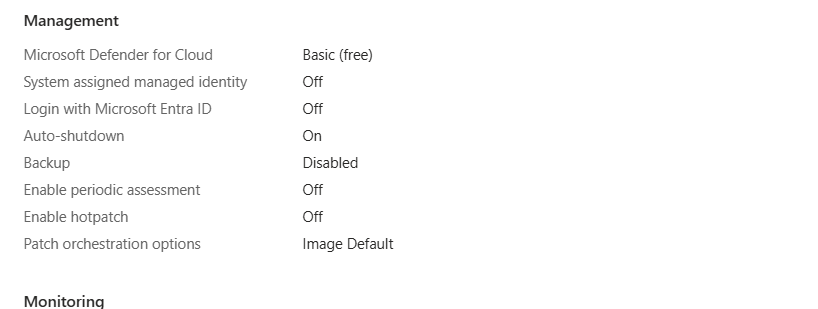 Management
Microsoft Defender for Cloud Basic (free)
System assigned managed identity Off
Login with Microsoft Entra ID Off
Auto-shutdown On
Backup Disabled
Enable periodic assessment Off
Enable hotpatch Off
Patch orchestration options Image Default
Monitoring